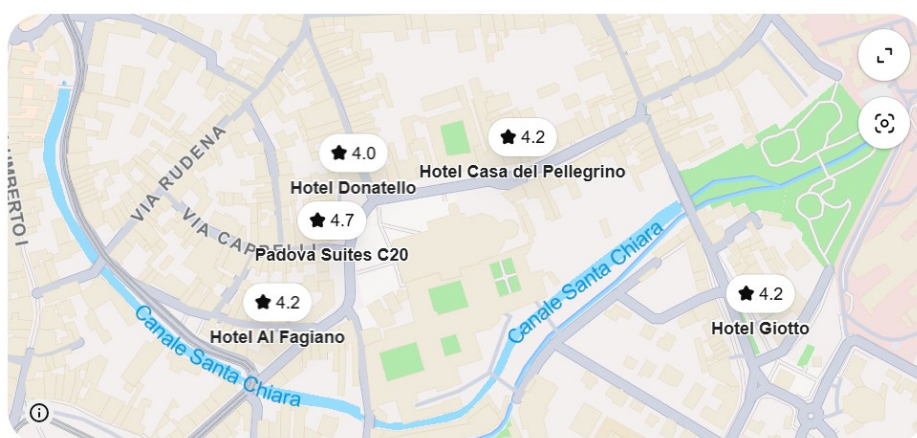 4.2
Hotel Casa del Pellegrino
4.0
Hotel Donatello
VIA RUDENA
UMBERTO I
4.7
Padova Suites C20
VIA CAPPELLI
4.2
Hotel Al Fagiano
4.2
Hotel Giotto
Canale Santa Chiara
Canale Santa Chiara